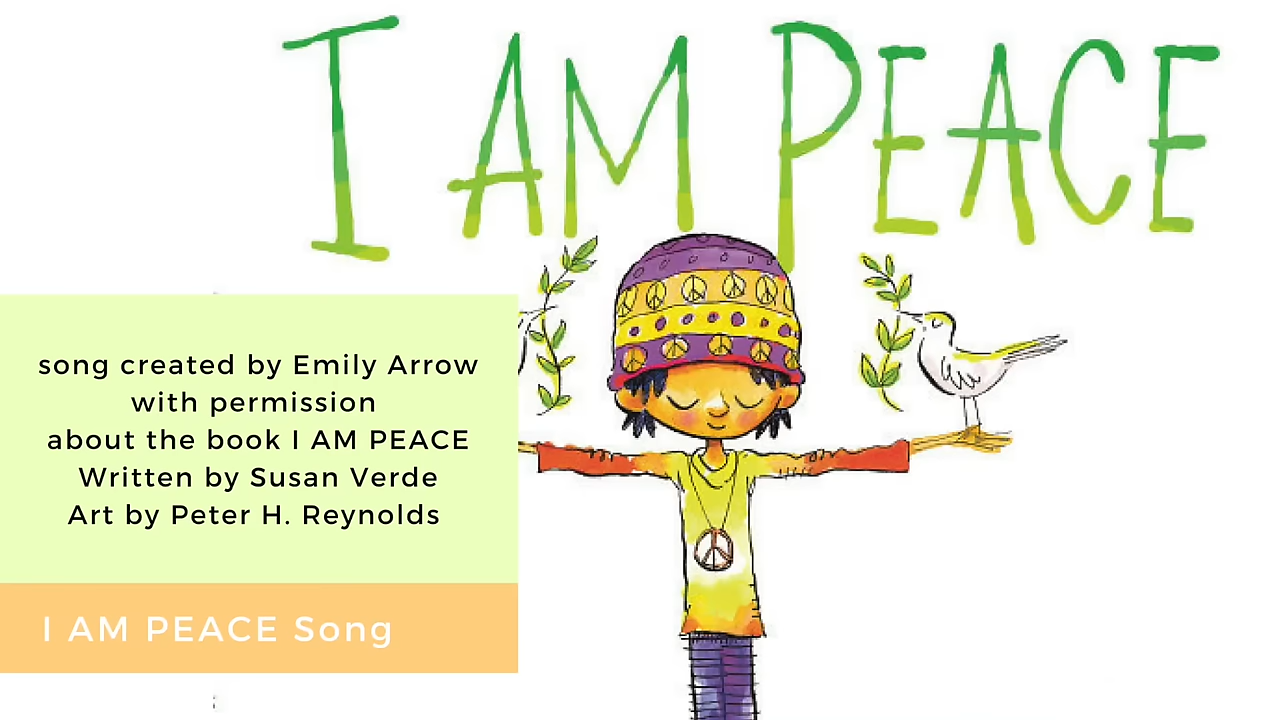 I AM PEACE
song created by Emily Arrow
with permission
about the book I AM PEACE
Written by Susan Verde
Art by Peter H. Reynolds
I AM PEACE Song